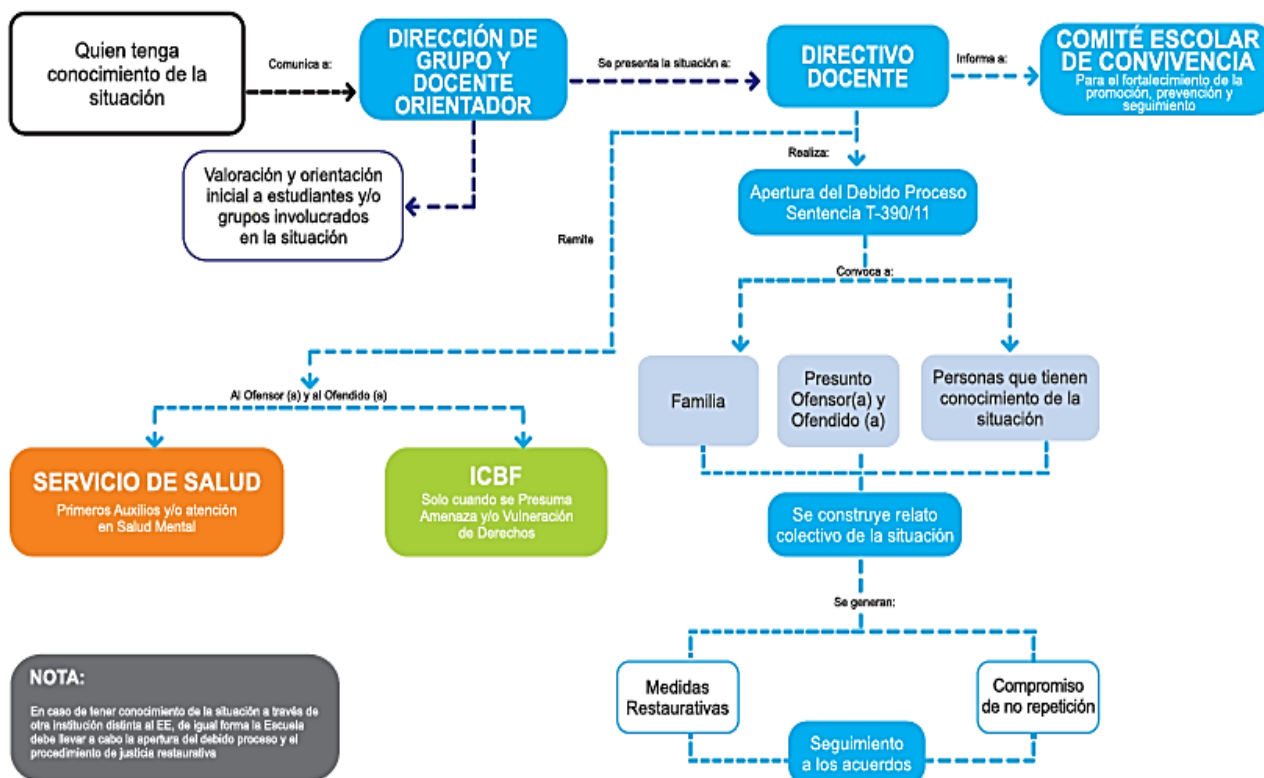 Quien tenga
conocimiento de la
situación
Comunica a:
DIRECCIÓN DE
GRUPO Y
DOCENTE
ORIENTADOR
Se presenta la situación a:
DIRECTIVO
DOCENTE
Informa a:
COMITÉ ESCOLAR
DE CONVIVENCIA
Para el fortalecimiento de la
promoción, prevención y
seguimiento
Valoración y orientación
inicial a estudiantes y/o
grupos involucrados
en la situación
Realiza:
Apertura del Debido Proceso
Sentencia T-390/11
Remite
Convoca a:
Familia
Presunto
Ofensor(a) y
Ofendido (a)
Personas que tienen
conocimiento de la
situación
Al Ofensor (a) y al Ofendido (a)
SERVICIO DE SALUD
Primeros Auxilios y/o atención
en Salud Mental
ICBF
Solo cuando se Presuma
Amenaza y/o Vulneración
de Derechos
Se construye relato
colectivo de la situación
Se generan:
Medidas
Restaurativas
Compromiso
de no repetición
Seguimiento
a los acuerdos
NOTA:
En caso de tener conocimiento de la situación a través de
otra institución distinta al EE, de igual forma la Escuela
debe llevar a cabo la apertura del debido proceso y el
procedimiento de justicia restaurativa